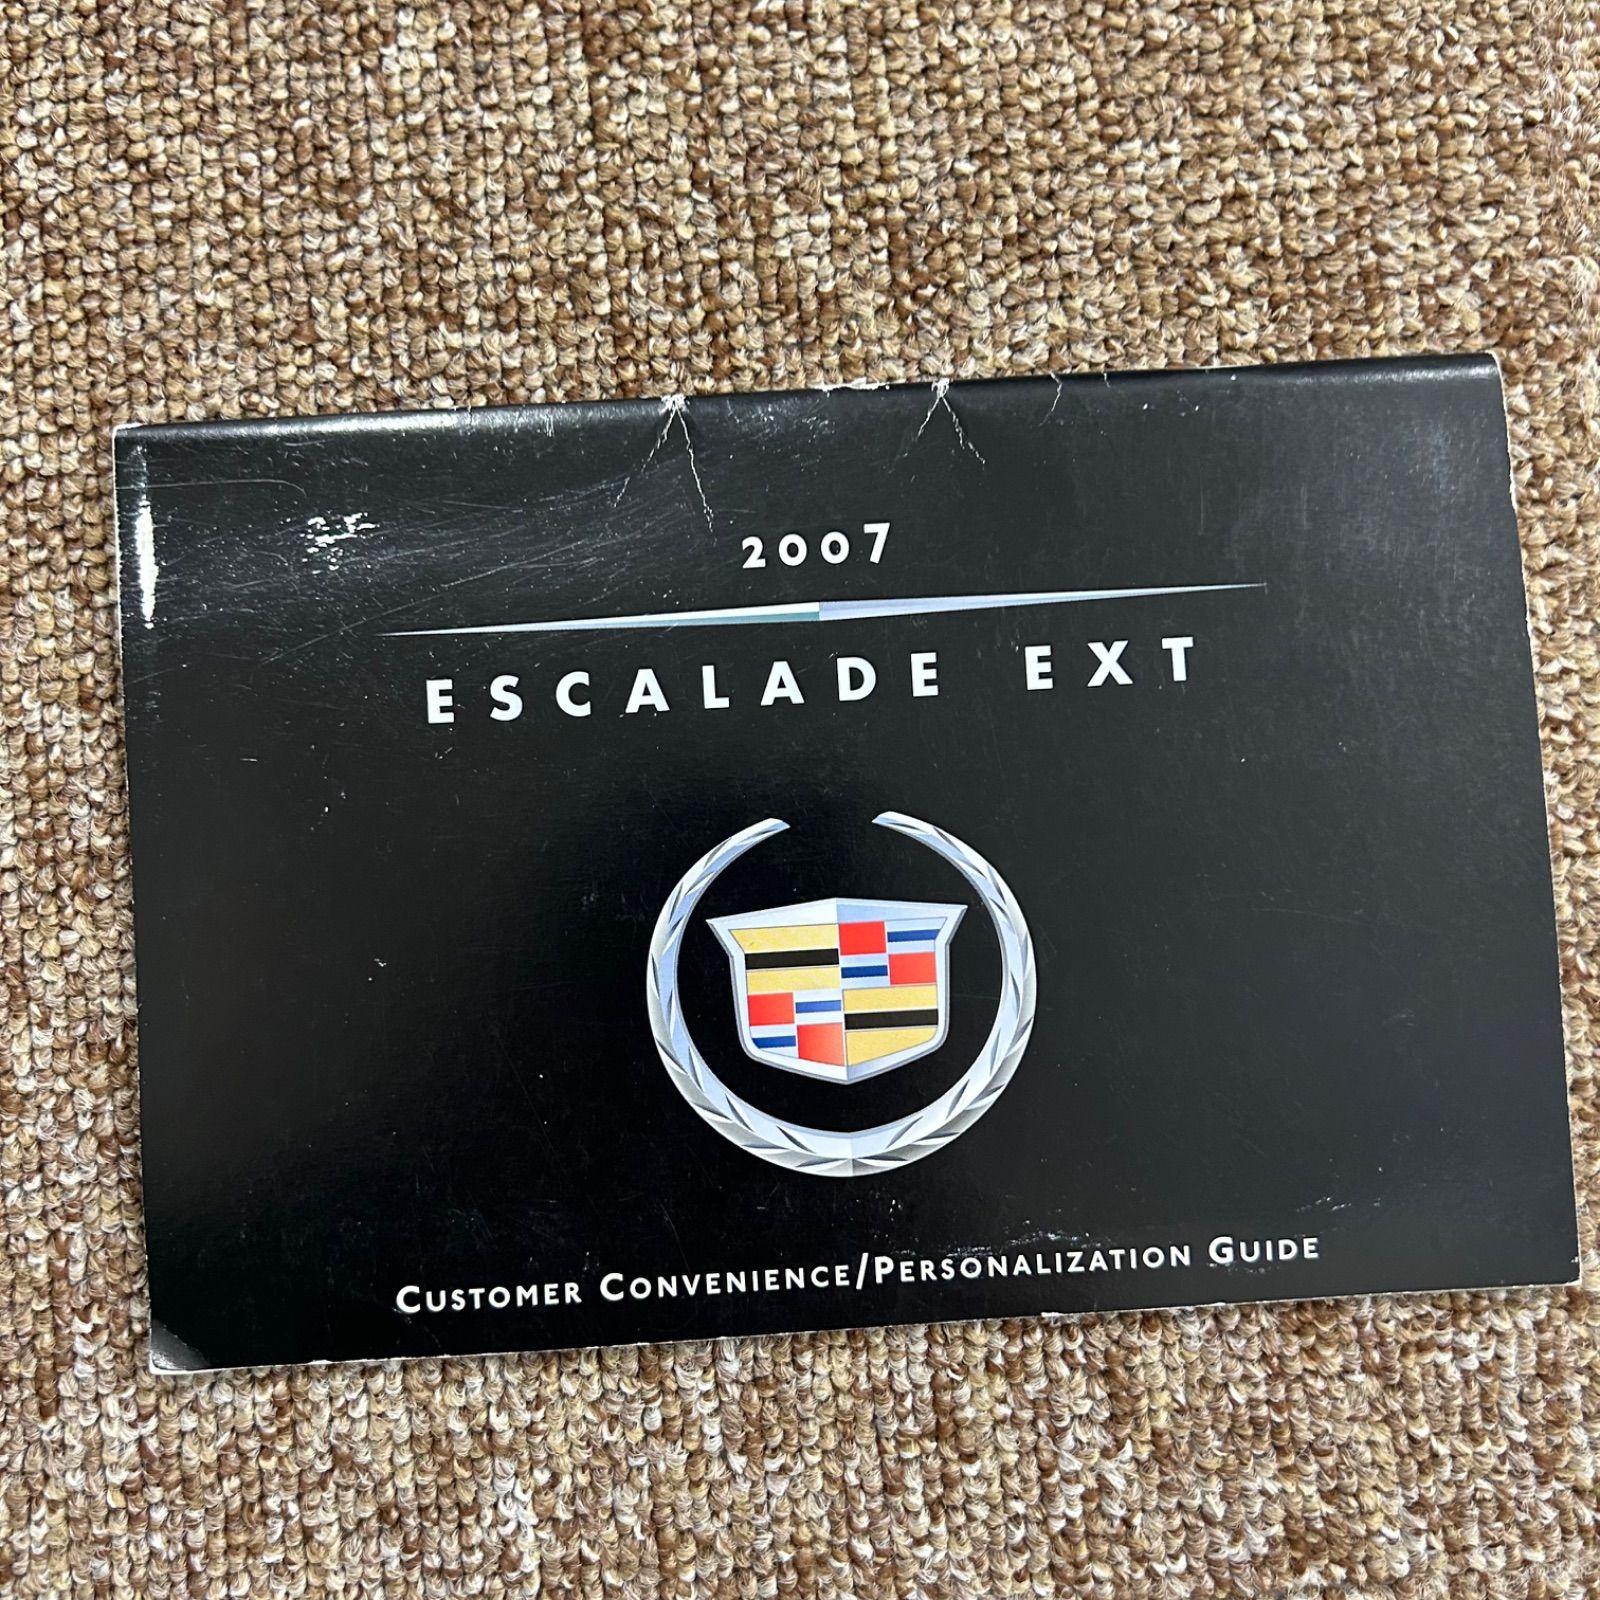 2007
ESCALADE EXT
CUSTOMER CONVENIENCE/PERSONALIZATION GUIDE